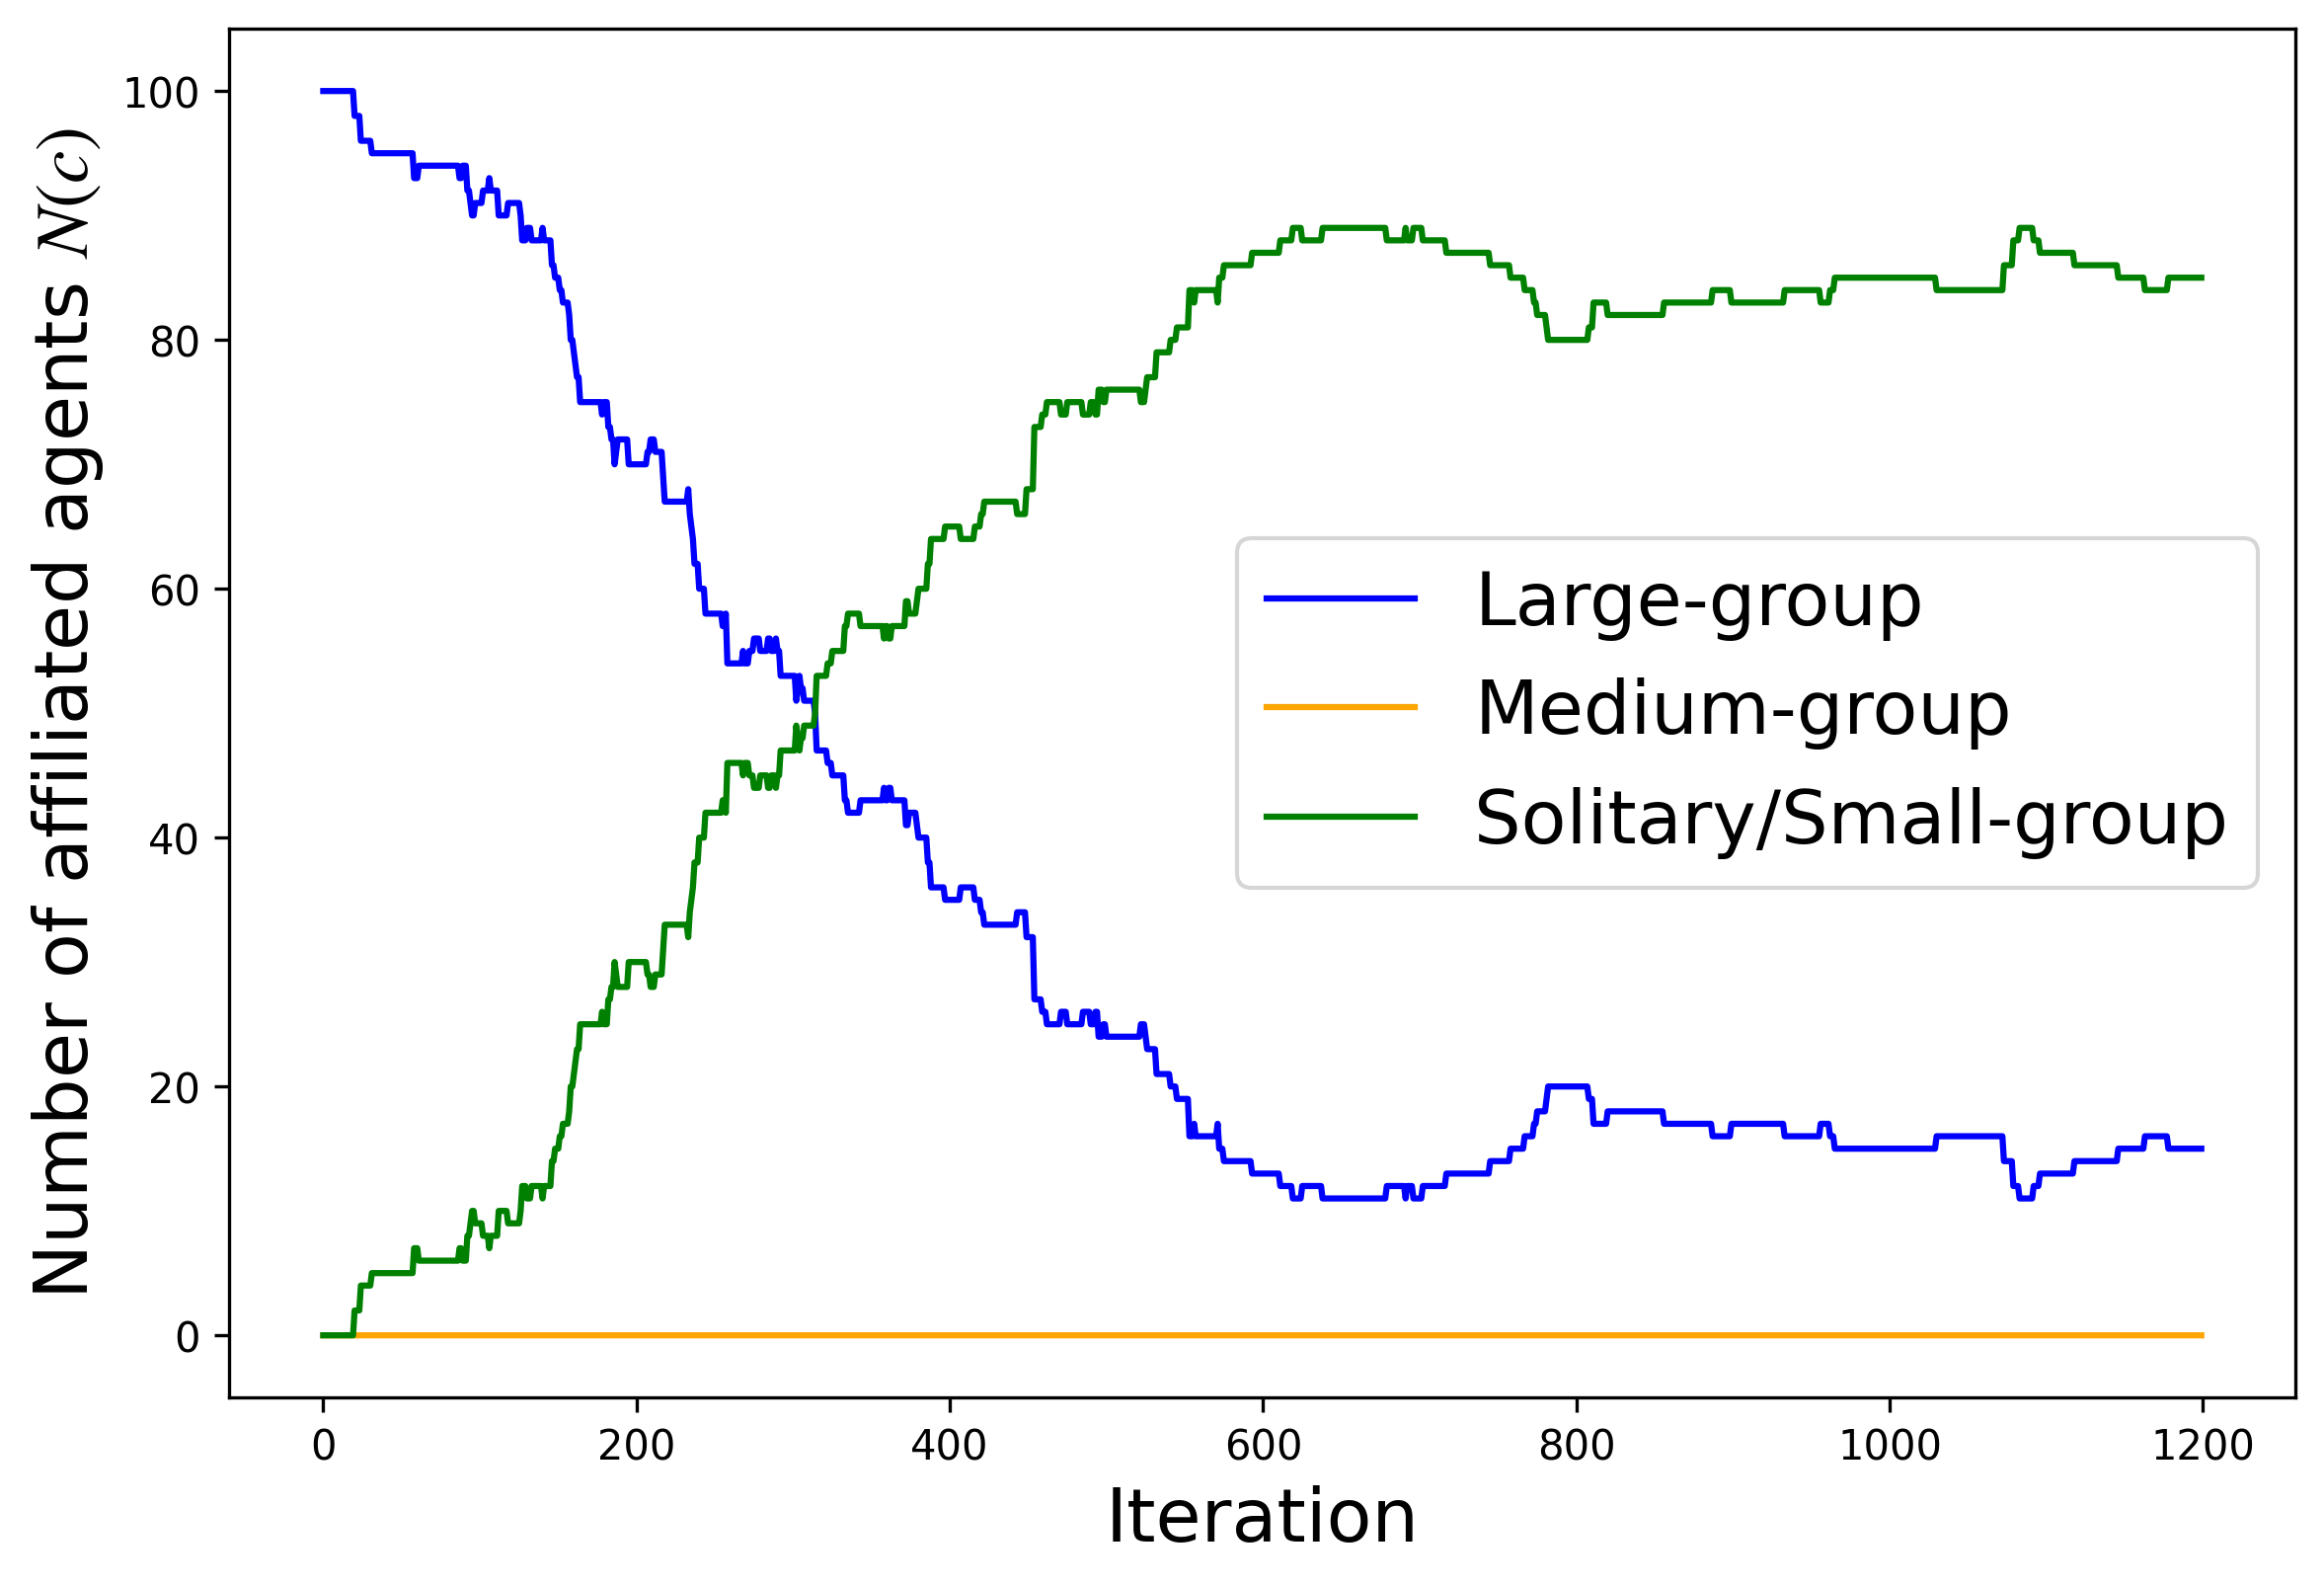 Number of affiliated agents N(c)
100
80
60
40
20
0
Large-group
Medium-group
Solitary/Small-group
0 200 400 600 800 1000 1200
Iteration